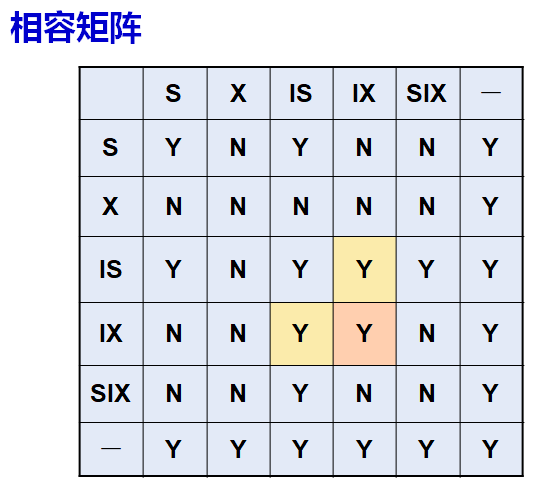 相容矩阵
S X IS IX SIX —
S Y N Y N N Y
X N N N N N Y
IS Y N Y Y Y Y
IX N N Y Y N Y
SIX N N Y N N Y
— Y Y Y Y Y Y